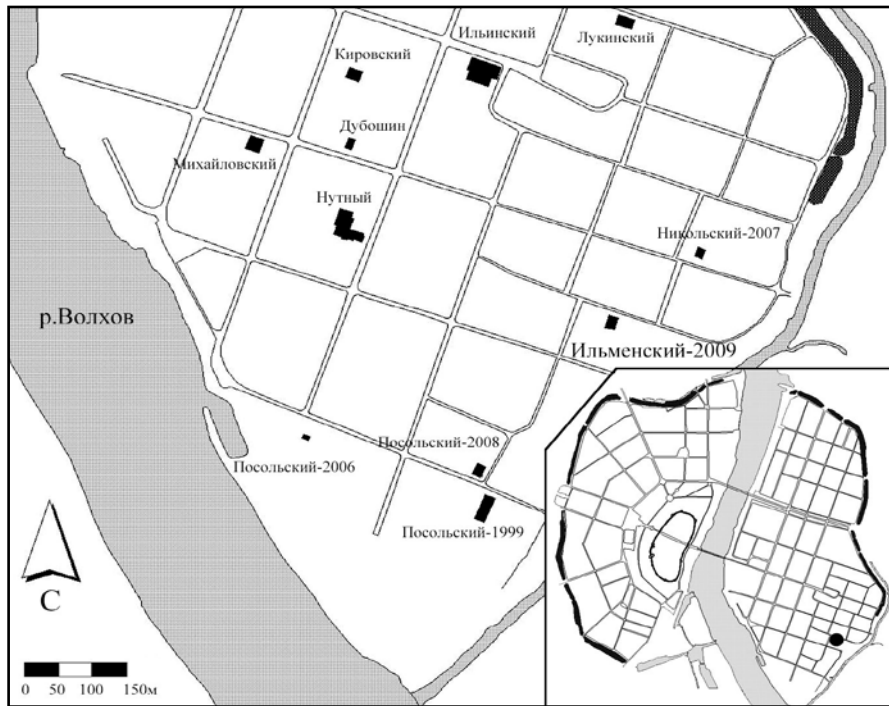 Ильинский
Лукинский
Кировский
Дубошин
Михайловский
Нутный
Никольский-2007
р.Волхов
Ильменский-2009
Посольский-2008
Посольский-2006
Посольский-1999
С
0 50 100 150м